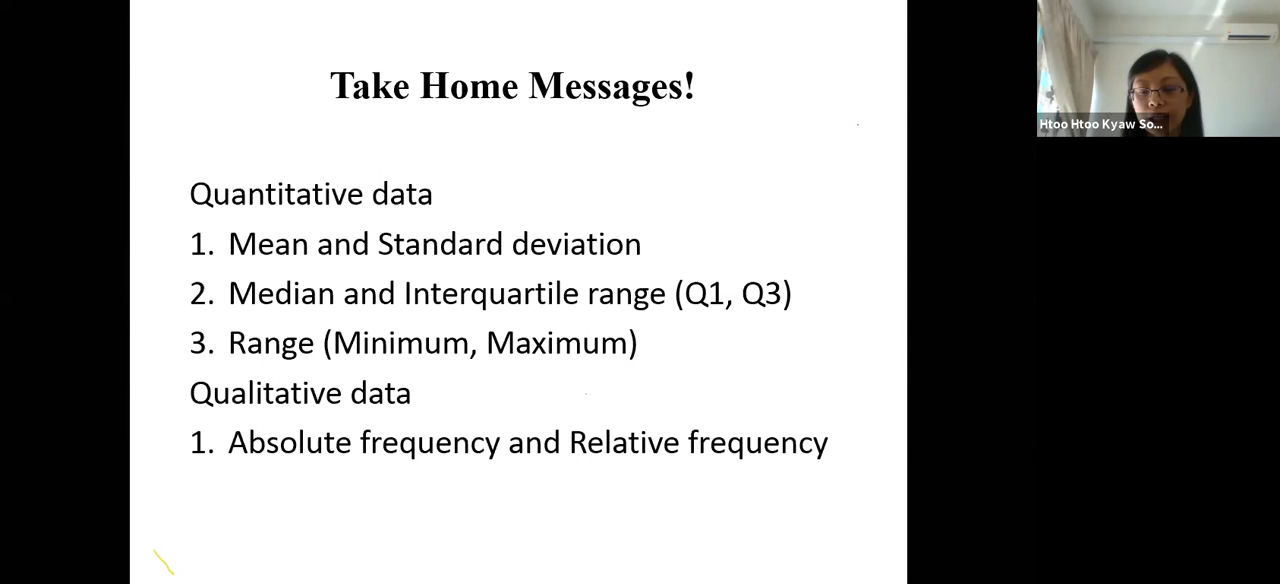 Take Home Messages!
Htoo Htoo Kyaw So...
Quantitative data
1. Mean and Standard deviation
2. Median and Interquartile range (Q1, Q3)
3. Range (Minimum, Maximum)
Qualitative data
1. Absolute frequency and Relative frequency